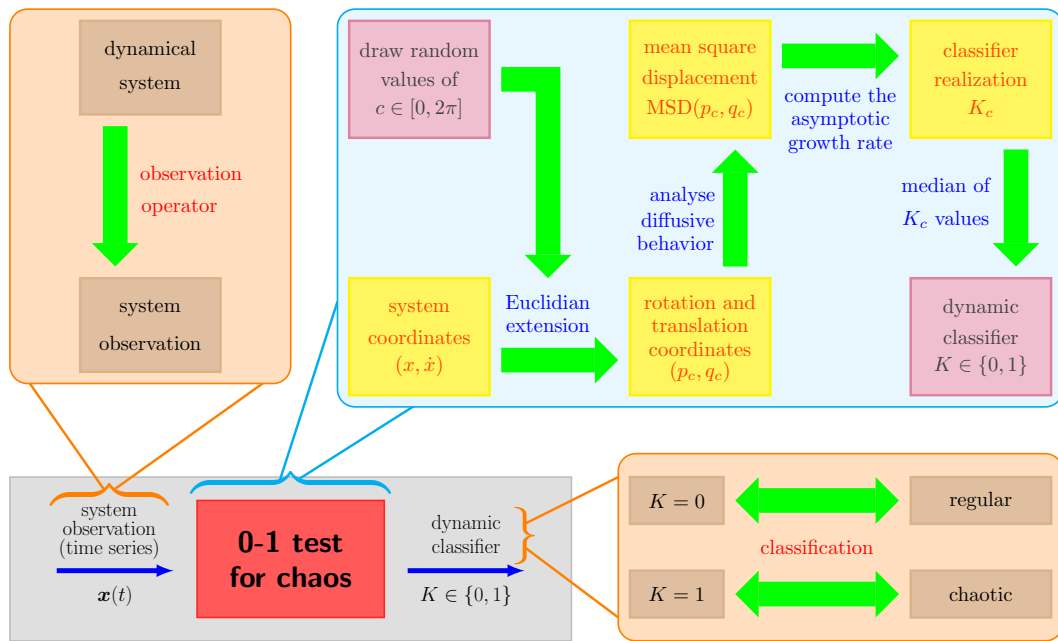 dynamical
system
observation
operator
system
observation
draw random
values of
c ∈ [0, 2π]
system
coordinates
(x, ẋ)
Euclidian
extension
rotation and
translation
coordinates
(p_c, q_c)
analyse
diffusive
behavior
mean square
displacement
MSD(p_c, q_c)
compute the
asymptotic
growth rate
classifier
realization
K_c
median of
K_c values
dynamic
classifier
K ∈ {0, 1}
system
observation
(time series)
x(t)
0-1 test
for chaos
dynamic
classifier
K ∈ {0, 1}
K = 0
regular
classification
K = 1
chaotic